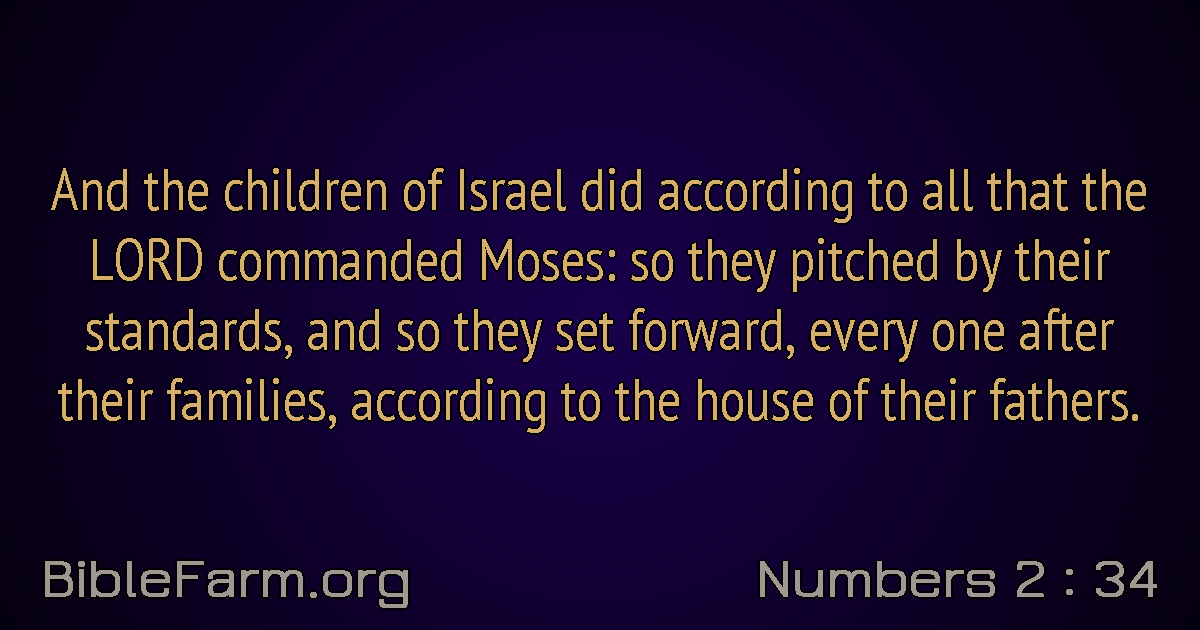 And the children of Israel did according to all that the
LORD commanded Moses: so they pitched by their
standards, and so they set forward, every one after
their families, according to the house of their fathers.
BibleFarm.org
Numbers 2 : 34